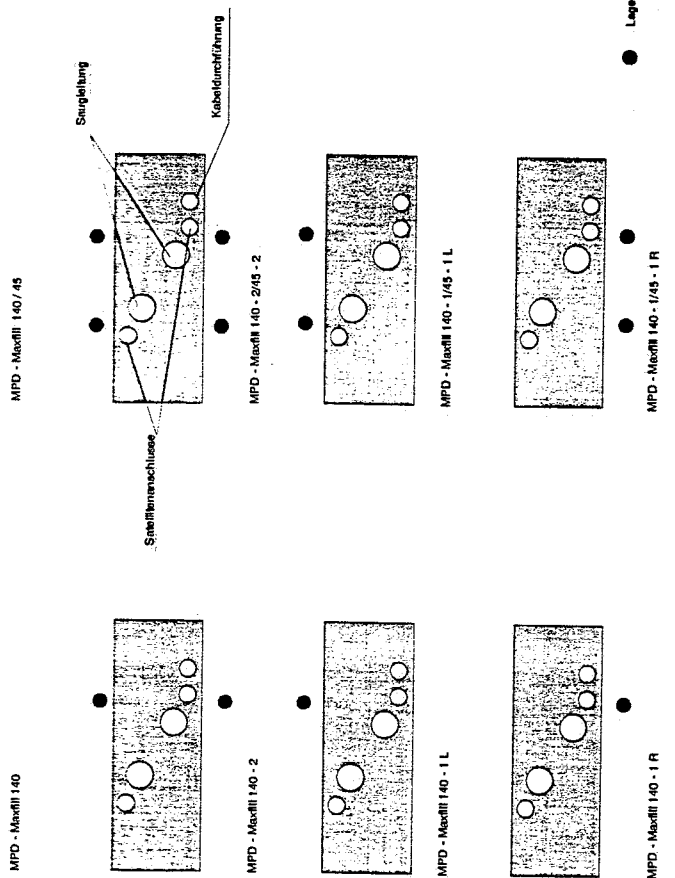 MPD - Maxfill 140
MPD - Maxfill 140 - 2
MPD - Maxfill 140 - 1 L
MPD - Maxfill 140 - 1 R
MPD - Maxfill 140 / 45
Satellitenanschlusse
Saugleitung
Kabeldurchführung
MPD - Maxfill 140 - 2/45 - 2
MPD - Maxfill 140 - 1/45 - 1 L
MPD - Maxfill 140 - 1/45 - 1 R
Lage